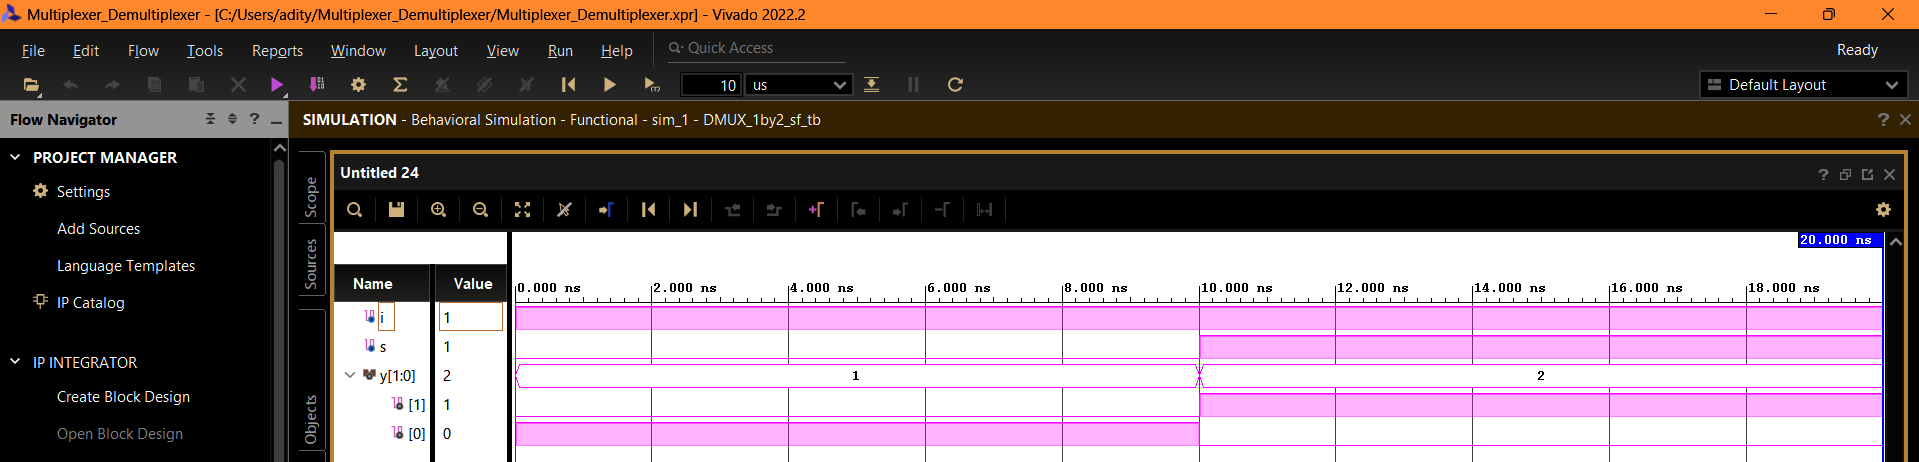 Multiplexer_Demultiplexer - [C:/Users/adity/Multiplexer_Demultiplexer/Multiplexer_Demultiplexer.xpr] - Vivado 2022.2
File Edit Flow Tools Reports Window Layout View Run Help Quick Access Ready
10 us Default Layout
Flow Navigator
SIMULATION - Behavioral Simulation - Functional - sim_1 - DMUX_1by2_sf_tb
PROJECT MANAGER
Settings
Add Sources
Language Templates
IP Catalog
IP INTEGRATOR
Create Block Design
Open Block Design
Scope
Sources
Objects
Untitled 24
20.000 ns
Name Value
0.000 ns 2.000 ns 4.000 ns 6.000 ns 8.000 ns 10.000 ns 12.000 ns 14.000 ns 16.000 ns 18.000 ns
i 1
s 1
y[1:0] 2 1 2
[1] 1
[0] 0